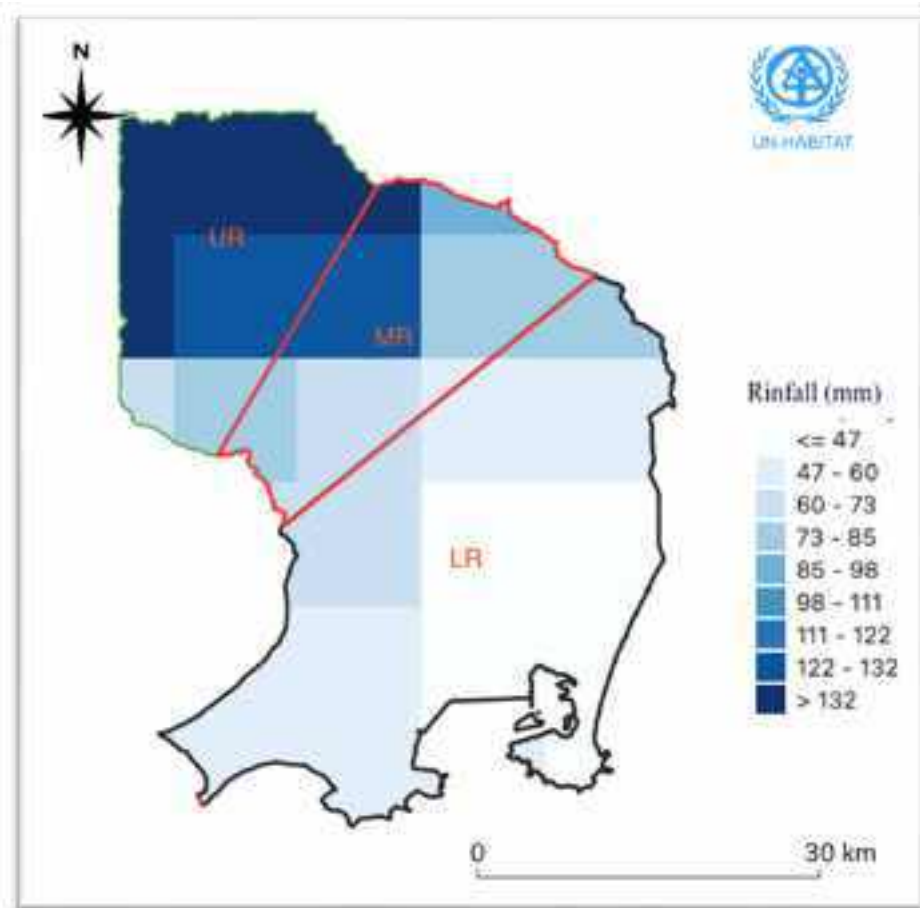 N
UN-HABITAT
UR
MR
LR
Rinfall (mm)
<= 47
47 - 60
60 - 73
73 - 85
85 - 98
98 - 111
111 - 122
122 - 132
> 132
0 30 km